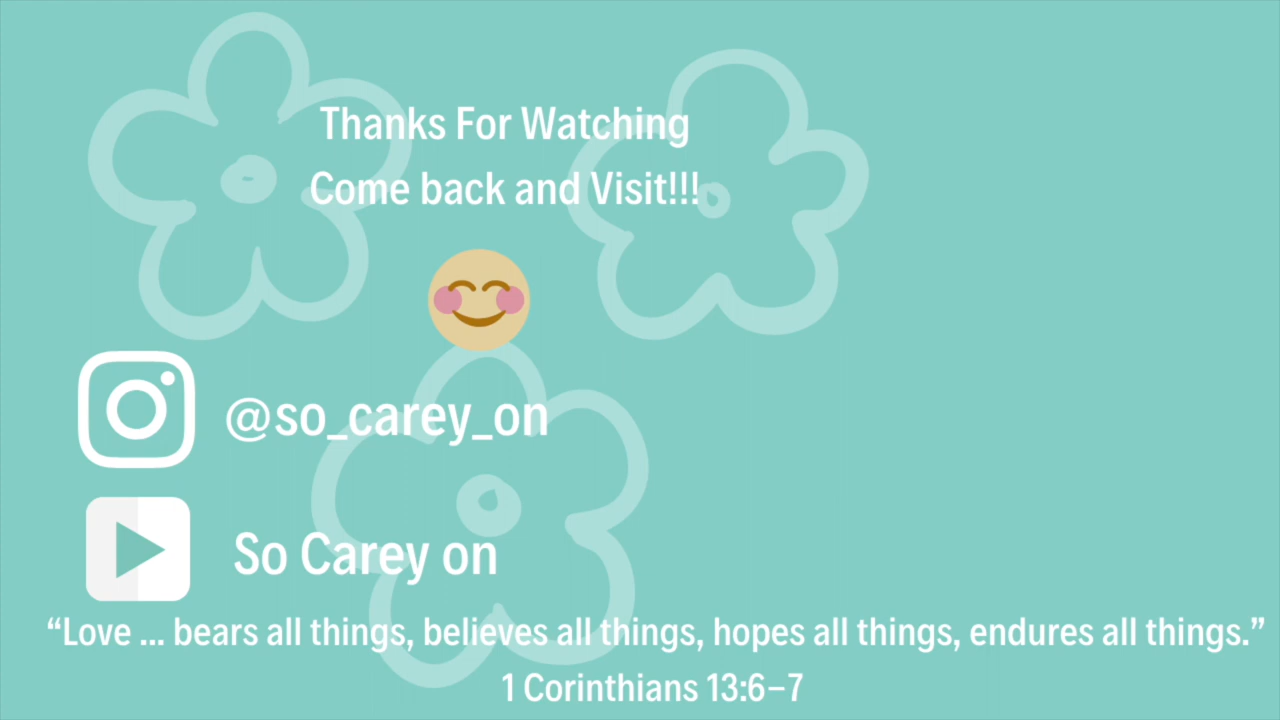 Thanks For Watching
Come back and Visit!!!
@so_carey_on
So Carey on
“Love ... bears all things, believes all things, hopes all things, endures all things.”
1 Corinthians 13:6–7